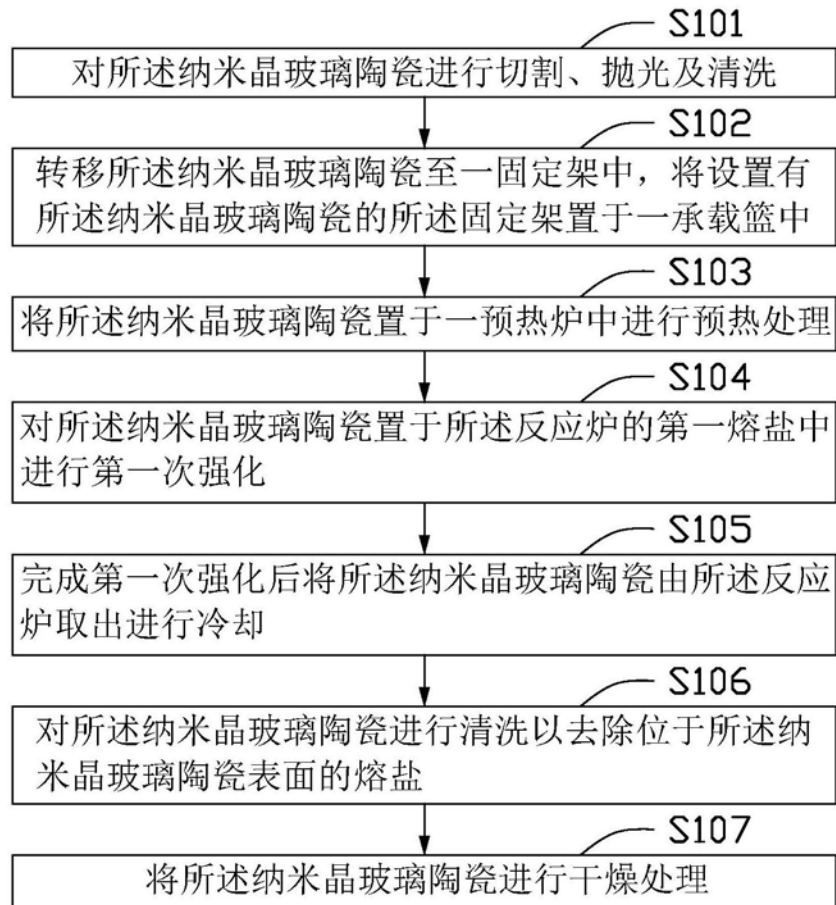 S101
对所述纳米晶玻璃陶瓷进行切割、抛光及清洗
S102
转移所述纳米晶玻璃陶瓷至一固定架中，将设置有
所述纳米晶玻璃陶瓷的所述固定架置于一承载篮中
S103
将所述纳米晶玻璃陶瓷置于一预热炉中进行预热处理
S104
对所述纳米晶玻璃陶瓷置于所述反应炉的第一熔盐中
进行第一次强化
S105
完成第一次强化后将所述纳米晶玻璃陶瓷由所述反应
炉取出进行冷却
S106
对所述纳米晶玻璃陶瓷进行清洗以去除位于所述纳
米晶玻璃陶瓷表面的熔盐
S107
将所述纳米晶玻璃陶瓷进行干燥处理